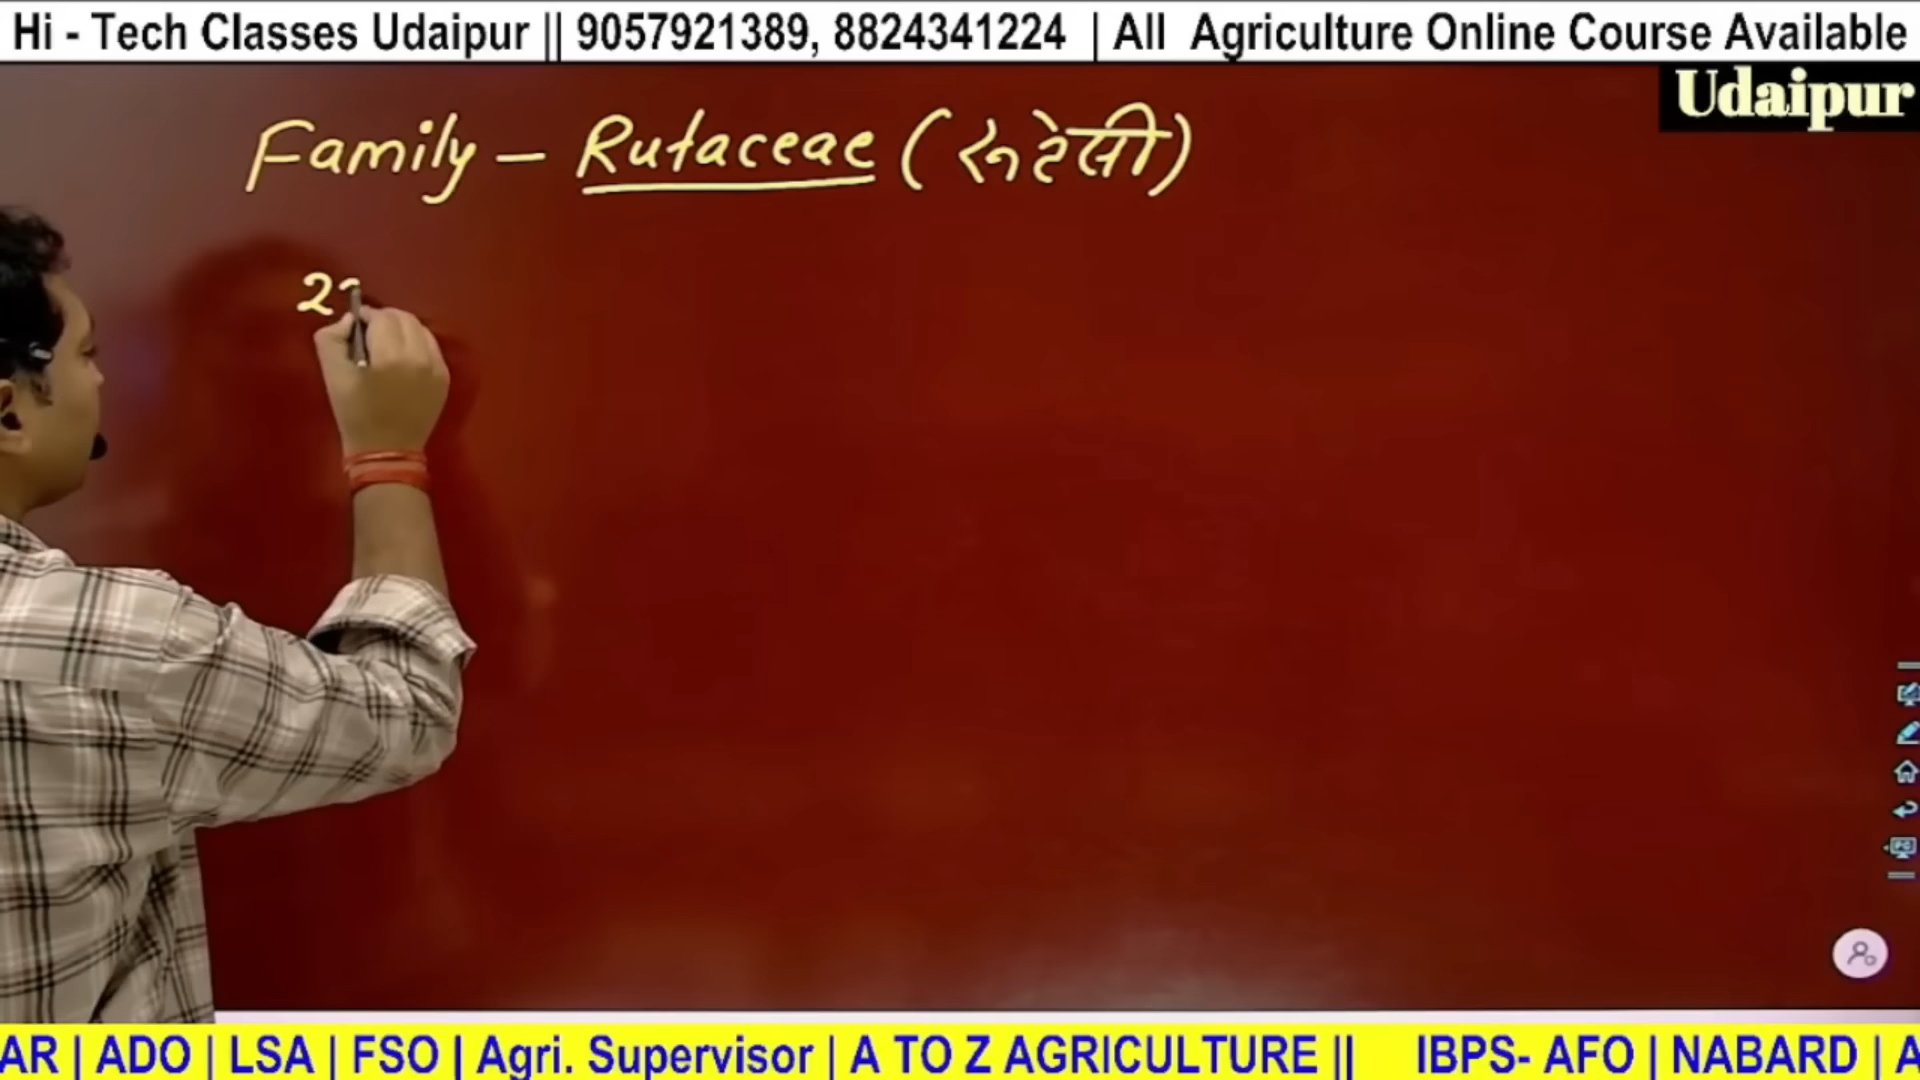 Hi - Tech Classes Udaipur || 9057921389, 8824341224 | All Agriculture Online Course Available
Udaipur
Family – Rutaceae (रूटेसी)
2
AR | ADO | LSA | FSO | Agri. Supervisor | A TO Z AGRICULTURE || IBPS- AFO | NABARD | A